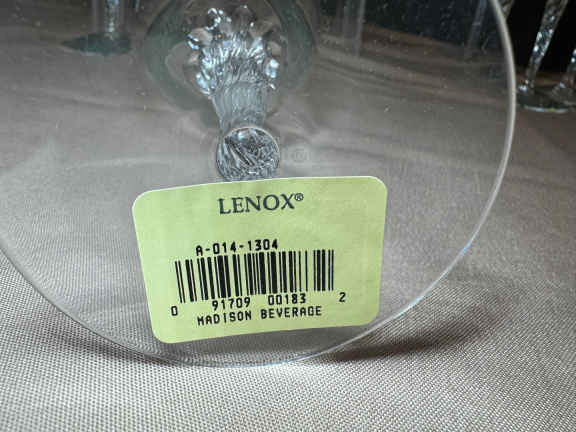 LENOX®
A-014-1304
0 91709 00183 2
MADISON BEVERAGE